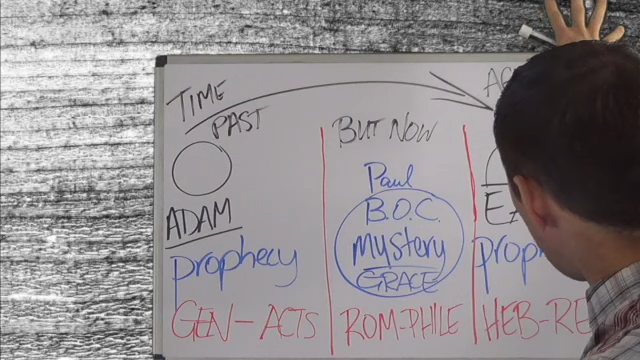 TIME
PAST
ADAM
prophecy
GEN-ACTS
BUT NOW
Paul
B.O.C.
mystery
GRACE
ROM-PHILE